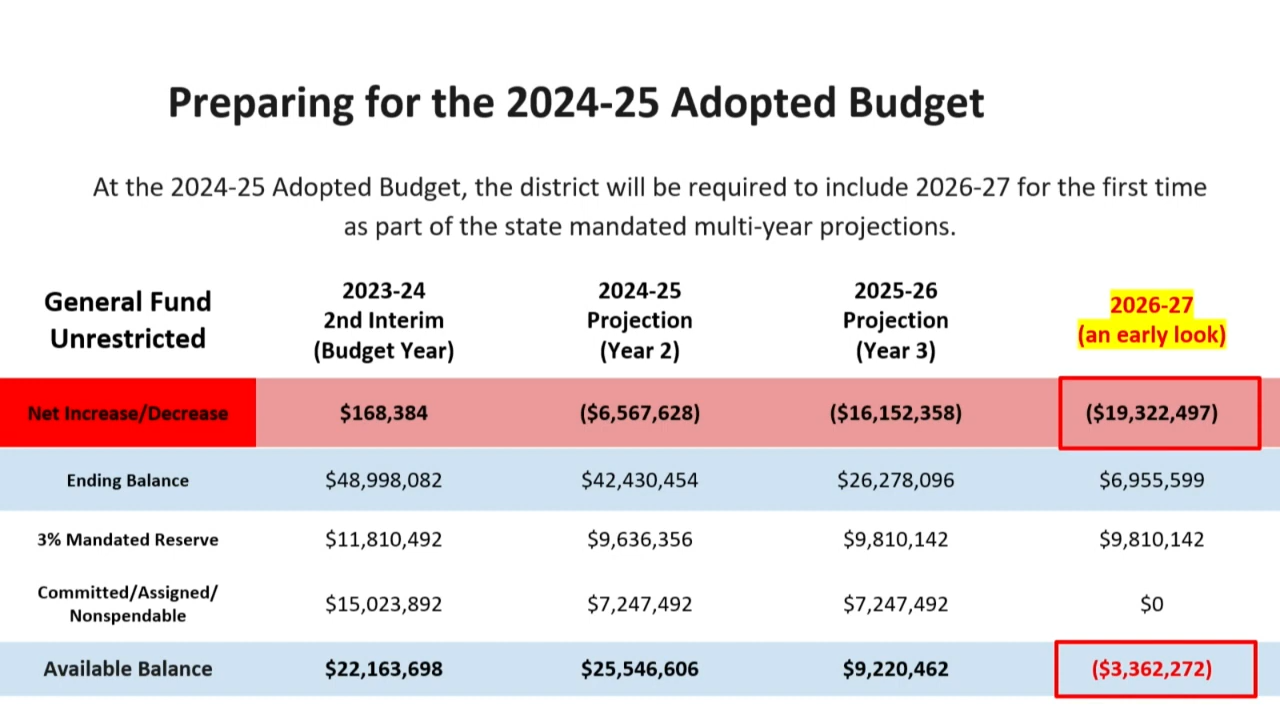 Preparing for the 2024-25 Adopted Budget
At the 2024-25 Adopted Budget, the district will be required to include 2026-27 for the first time
as part of the state mandated multi-year projections.
General Fund Unrestricted | 2023-24 2nd Interim (Budget Year) | 2024-25 Projection (Year 2) | 2025-26 Projection (Year 3) | 2026-27 (an early look)
Net Increase/Decrease $168,384 ($6,567,628) ($16,152,358) ($19,322,497)
Ending Balance $48,998,082 $42,430,454 $26,278,096 $6,955,599
3% Mandated Reserve $11,810,492 $9,636,356 $9,810,142 $9,810,142
Committed/Assigned/ Nonspendable $15,023,892 $7,247,492 $7,247,492 $0
Available Balance $22,163,698 $25,546,606 $9,220,462 ($3,362,272)